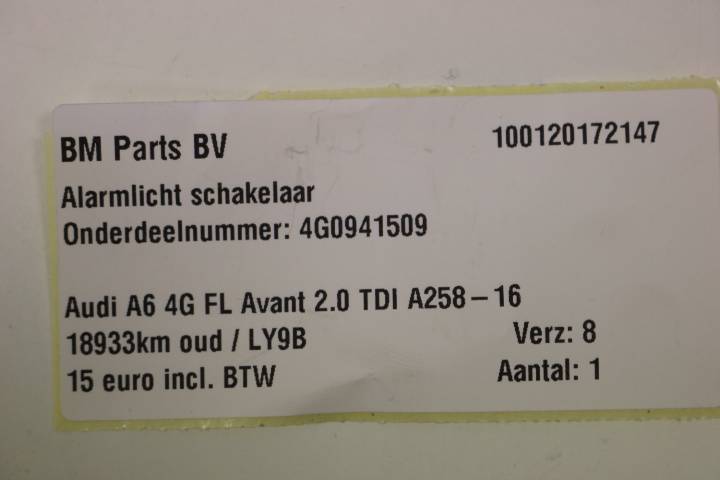 BM Parts BV 100120172147
Alarmlicht schakelaar
Onderdeelnummer: 4G0941509
Audi A6 4G FL Avant 2.0 TDI A258-16
18933km oud / LY9B Verz: 8
15 euro incl. BTW Aantal: 1